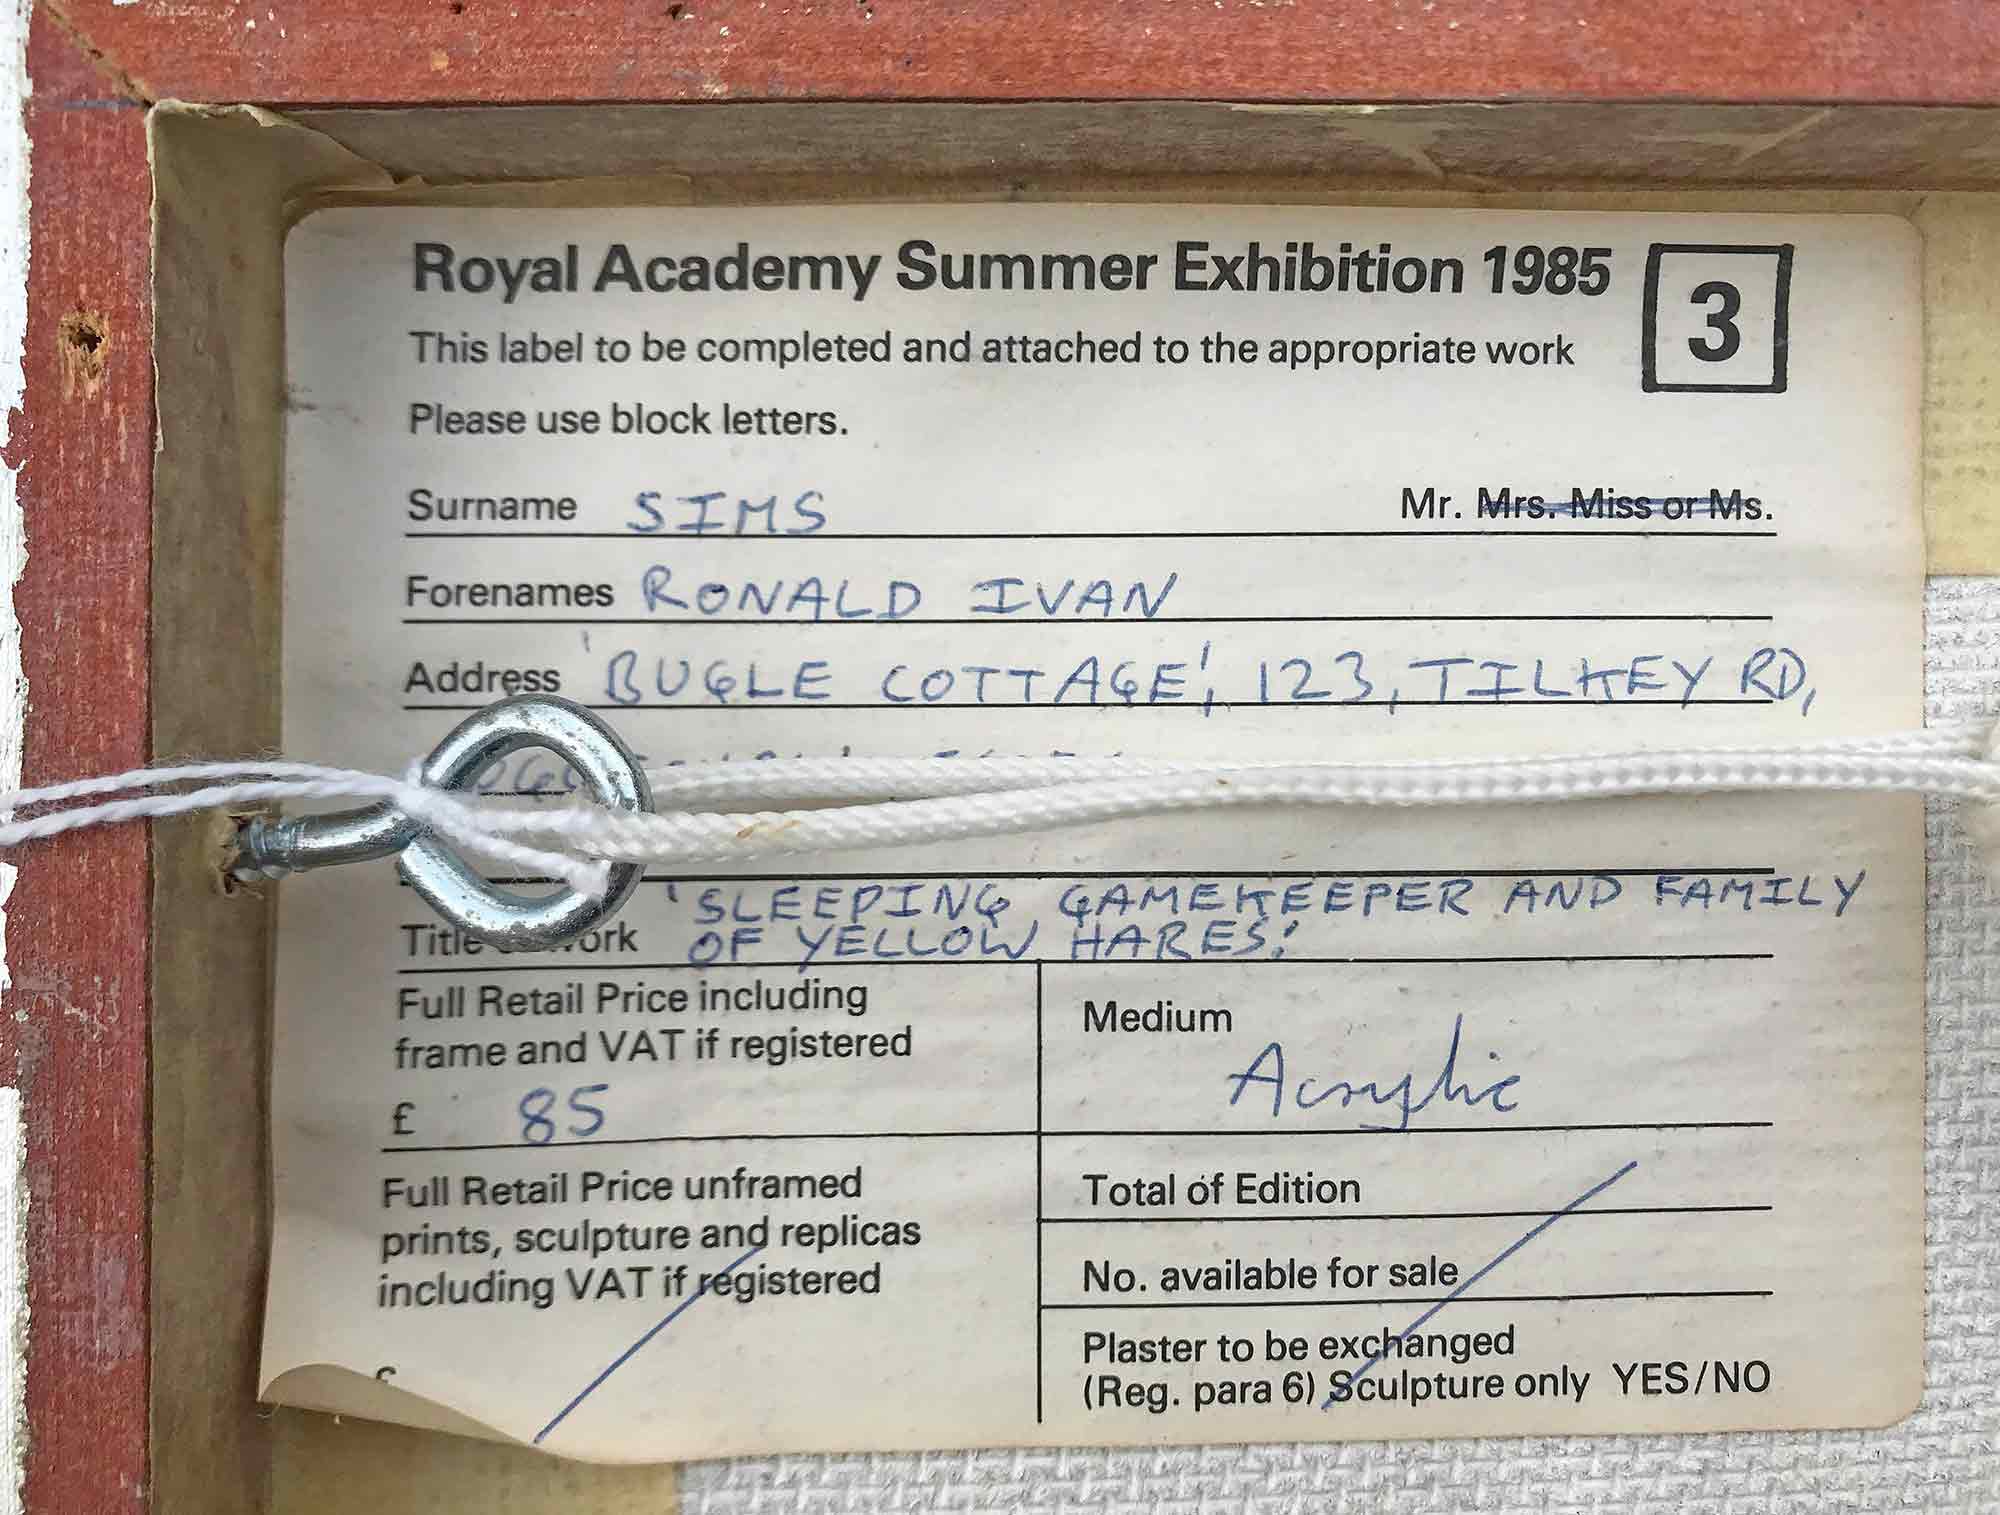 Royal Academy Summer Exhibition 1985 3
This label to be completed and attached to the appropriate work
Please use block letters.
Surname SIMS Mr. Mrs. Miss or Ms.
Forenames RONALD IVAN
Address 'BUGLE COTTAGE', 123, TILKEY RD,
'SLEEPING GAMEKEEPER AND FAMILY
Title work OF YELLOW HARES.'
Full Retail Price including
frame and VAT if registered
£ 85
Medium
Acrylic
Full Retail Price unframed
prints, sculpture and replicas
including VAT if registered
£
Total of Edition
No. available for sale
Plaster to be exchanged
(Reg. para 6) Sculpture only YES/NO